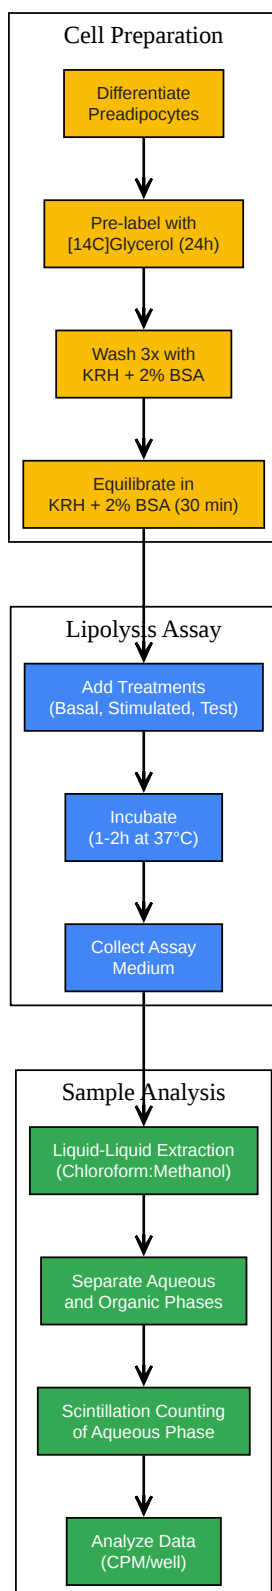 Cell Preparation
Differentiate
Preadipocytes
Pre-label with
[14C]Glycerol (24h)
Wash 3x with
KRH + 2% BSA
Equilibrate in
KRH + 2% BSA (30 min)
Lipolysis Assay
Add Treatments
(Basal, Stimulated, Test)
Incubate
(1-2h at 37°C)
Collect Assay
Medium
Sample Analysis
Liquid-Liquid Extraction
(Chloroform:Methanol)
Separate Aqueous
and Organic Phases
Scintillation Counting
of Aqueous Phase
Analyze Data
(CPM/well)